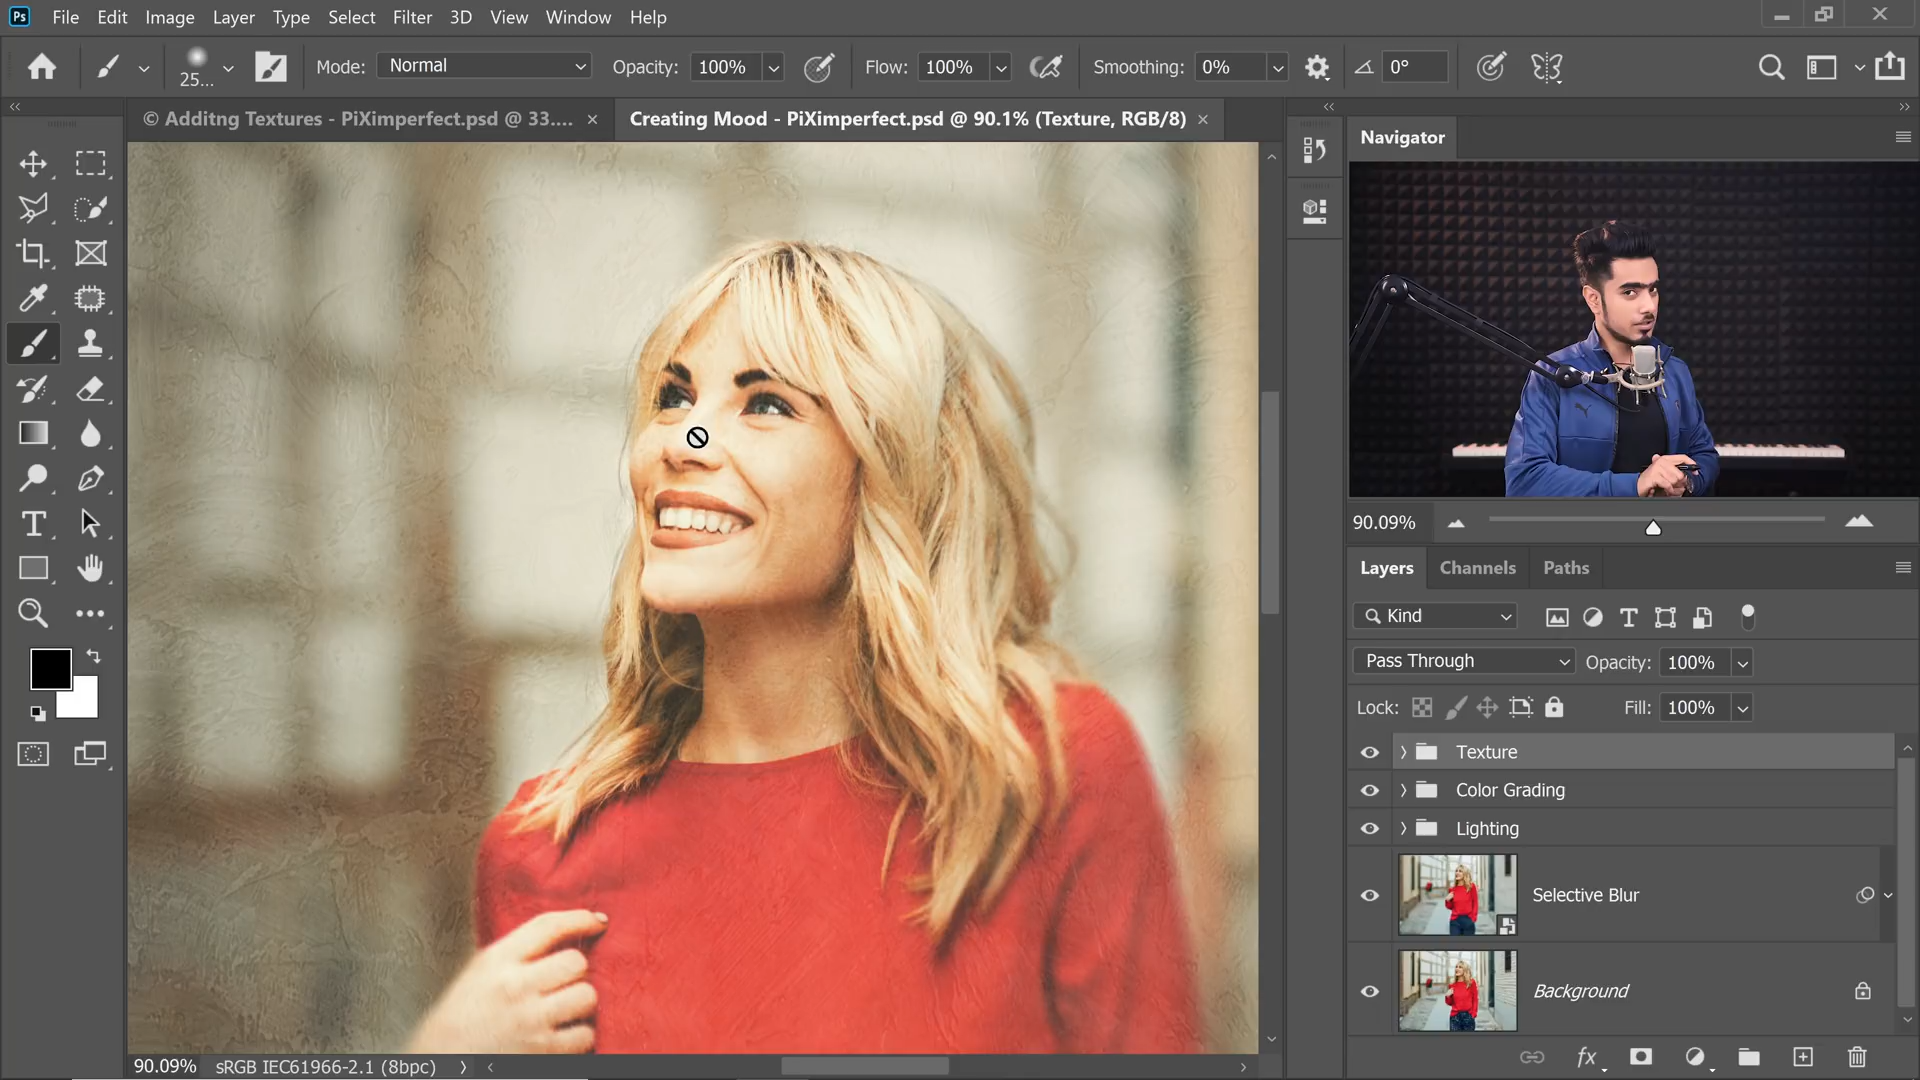 Ps File Edit Image Layer Type Select Filter 3D View Window Help
25... Mode: Normal Opacity: 100% Flow: 100% Smoothing: 0% 0°
© Additng Textures - PiXimperfect.psd @ 33.... × Creating Mood - PiXimperfect.psd @ 90.1% (Texture, RGB/8) ×
Navigator
90.09%
Layers Channels Paths
Kind
Pass Through Opacity: 100%
Lock: Fill: 100%
Texture
Color Grading
Lighting
Selective Blur
Background
fx
90.09% sRGB IEC61966-2.1 (8bpc)